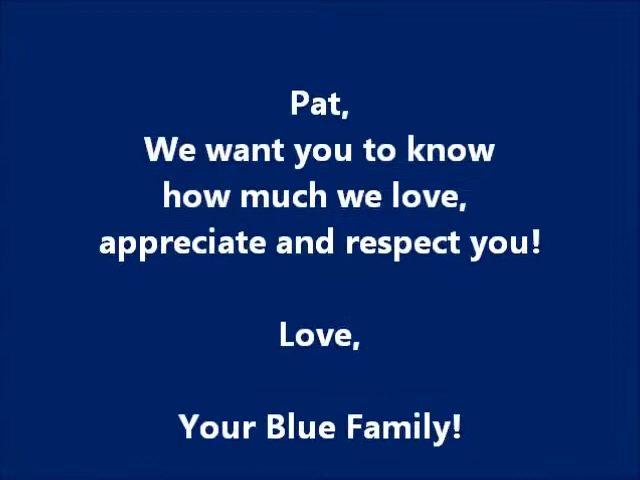 Pat,
We want you to know
how much we love,
appreciate and respect you!
Love,
Your Blue Family!